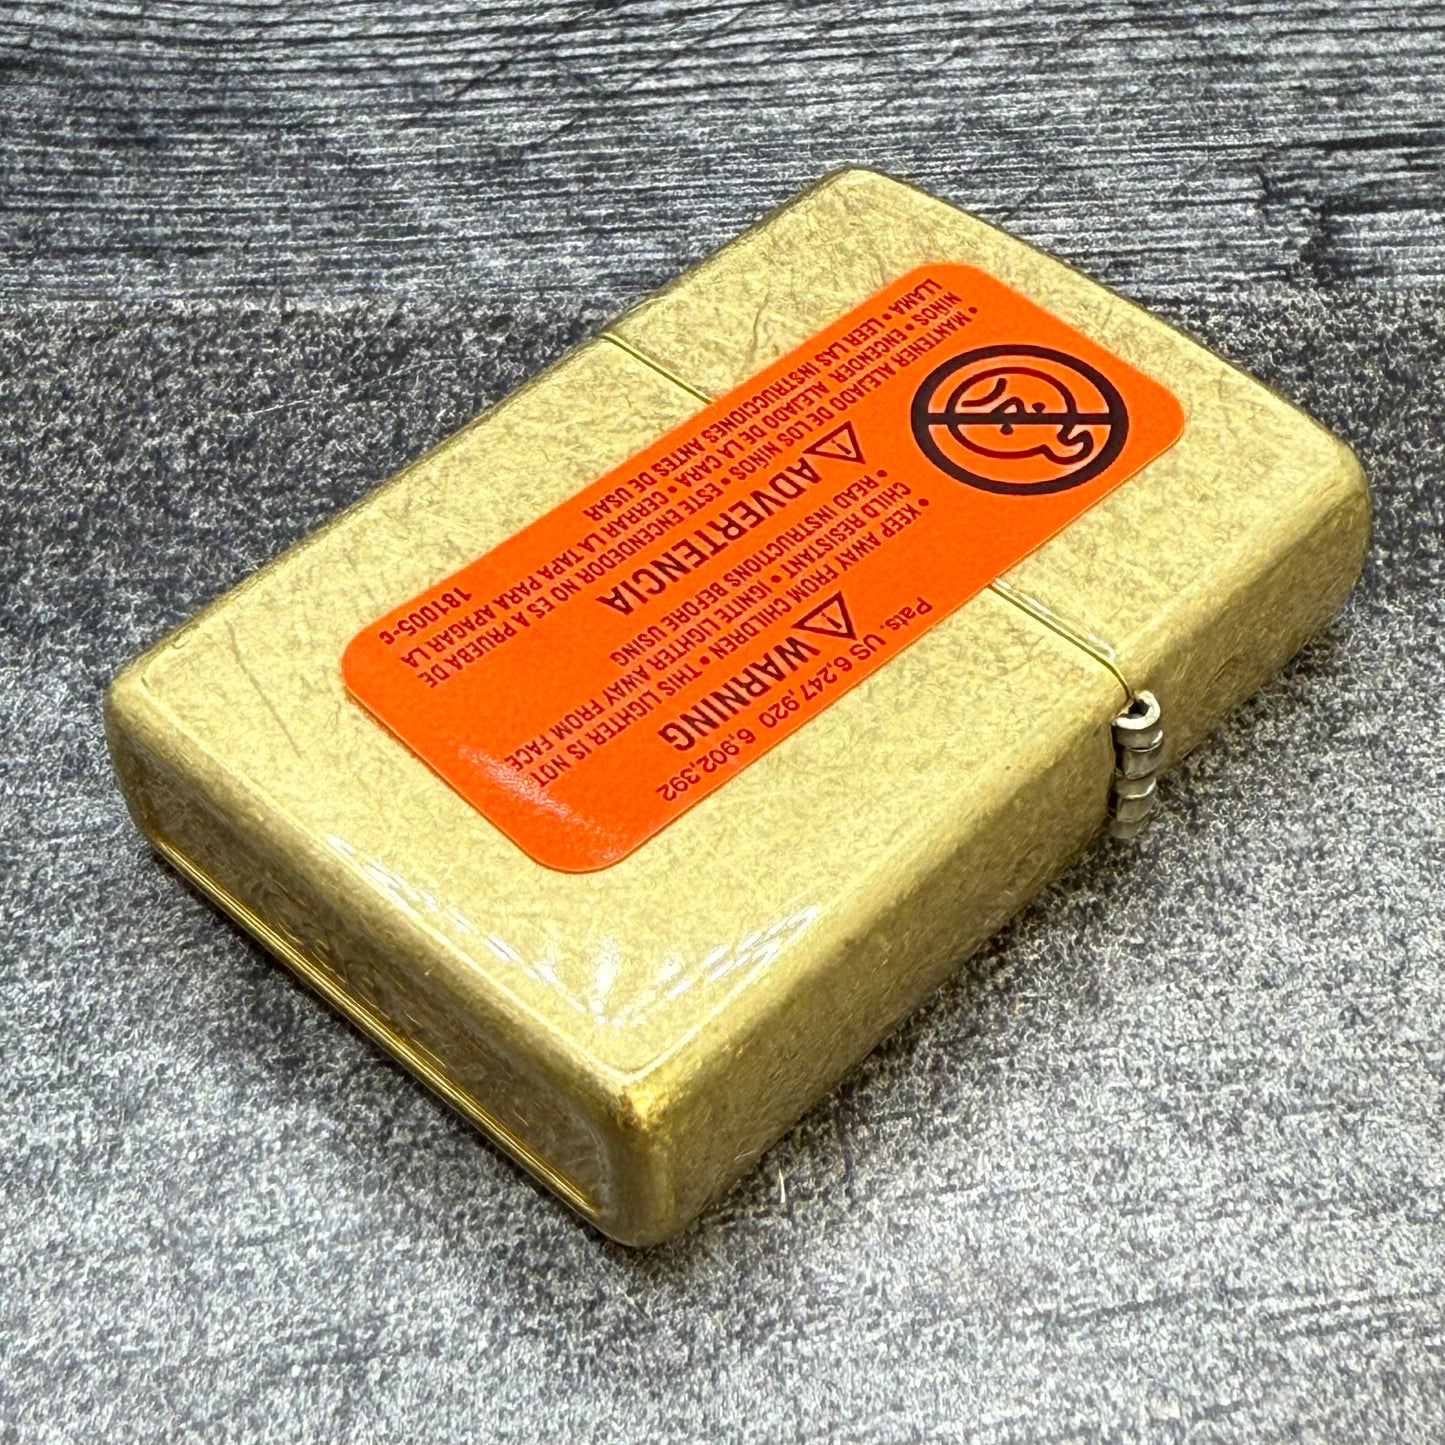 Pats. US 6,247,920 6,902,392
WARNING
• KEEP AWAY FROM CHILDREN • THIS LIGHTER IS NOT
CHILD RESISTANT • IGNITE LIGHTER AWAY FROM FACE
• READ INSTRUCTIONS BEFORE USING
ADVERTENCIA
• MANTENER ALEJADO DE LOS NIÑOS • ESTE ENCENDEDOR NO ES A PRUEBA DE
NIÑOS • ENCENDER ALEJADO DE LA CARA • CERRAR LA TAPA PARA APAGAR LA
LLAMA • LEER LAS INSTRUCCIONES ANTES DE USAR
181005-c